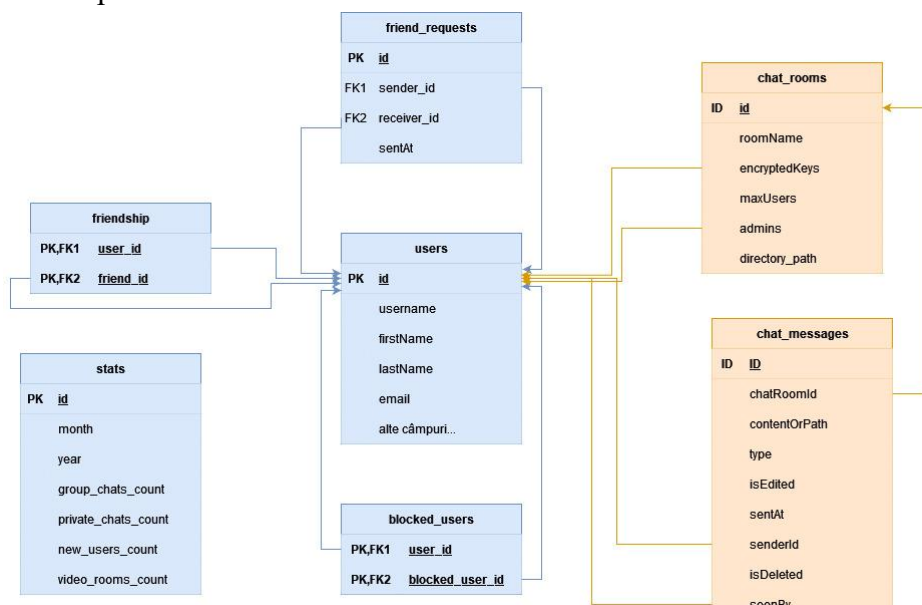 friend_requests
PK id
FK1 sender_id
FK2 receiver_id
sentAt
chat_rooms
ID id
roomName
encryptedKeys
maxUsers
admins
directory_path
friendship
PK,FK1 user_id
PK,FK2 friend_id
users
PK id
username
firstName
lastName
email
alte câmpuri...
chat_messages
ID ID
chatRoomId
contentOrPath
type
isEdited
sentAt
senderId
isDeleted
seenBy
stats
PK id
month
year
group_chats_count
private_chats_count
new_users_count
video_rooms_count
blocked_users
PK,FK1 user_id
PK,FK2 blocked_user_id